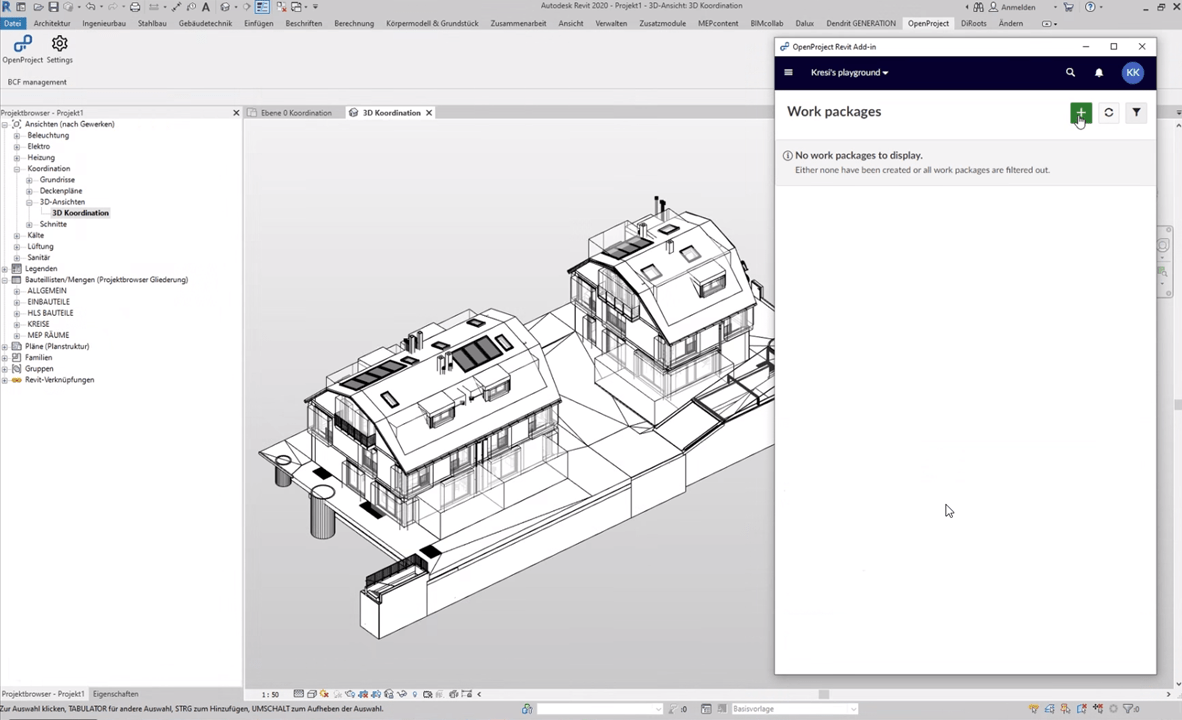 Autodesk Revit 2020 - Projekt1 - 3D-Ansicht: 3D Koordination
Anmelden
Datei Architektur Ingenieurbau Stahlbau Gebäudetechnik Einfügen Beschriften Berechnung Körpermodell & Grundstück Zusammenarbeit Ansicht Verwalten Zusatzmodule MEPcontent BIMcollab Dalux Dendrit GENERATION OpenProject DiRoots Ändern
OpenProject Settings
BCF management
Projektbrowser - Projekt1
Ansichten (nach Gewerken)
Beleuchtung
Elektro
Heizung
Koordination
Grundrisse
Deckenpläne
3D-Ansichten
3D Koordination
Schnitte
Kälte
Lüftung
Sanitär
Legenden
Bauteillisten/Mengen (Projektbrowser Gliederung)
ALLGEMEIN
EINBAUTEILE
HLS BAUTEILE
KREISE
MEP RÄUME
Pläne (Planstruktur)
Familien
Gruppen
Revit-Verknüpfungen
Ebene 0 Koordination
3D Koordination
OpenProject Revit Add-in
Kresi's playground
KK
Work packages
No work packages to display.
Either none have been created or all work packages are filtered out.
Projektbrowser - Projekt1 Eigenschaften
1 : 50
Zur Auswahl klicken, TABULATOR für andere Auswahl, STRG zum Hinzufügen, UMSCHALT zum Aufheben der Auswahl.
:0
Basisvorlage
:0